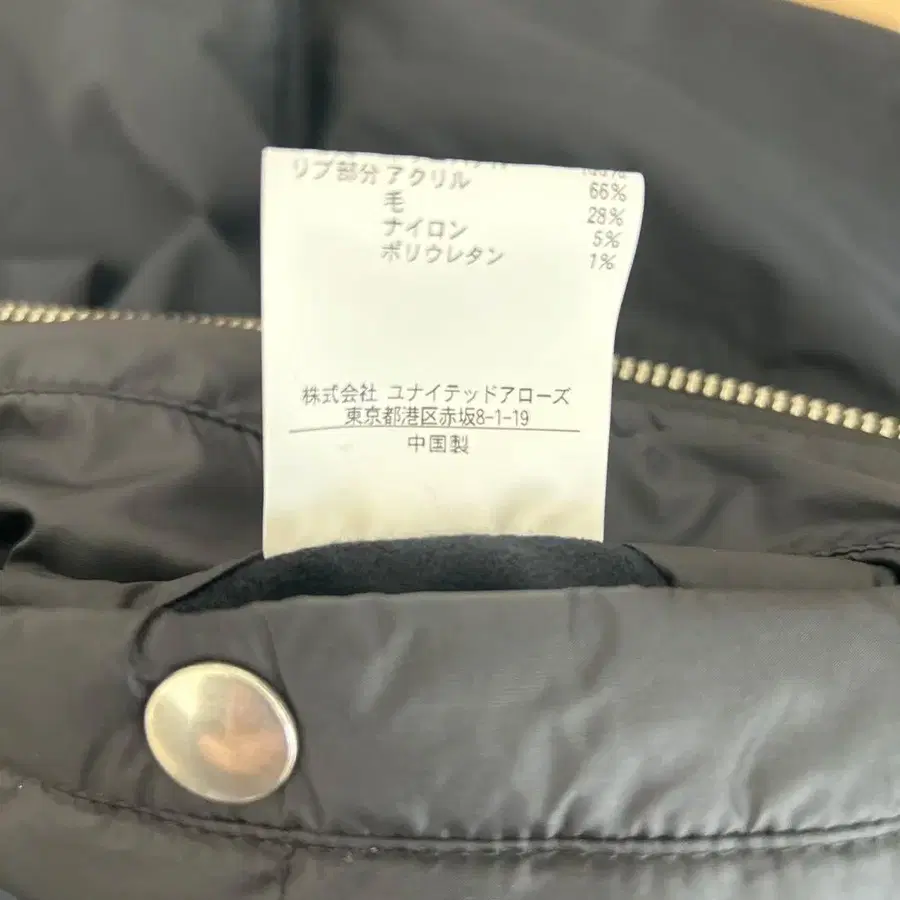 リブ部分 アクリル 66%
毛 28%
ナイロン 5%
ポリウレタン 1%
株式会社 ユナイテッドアローズ
東京都港区赤坂8-1-19
中国製